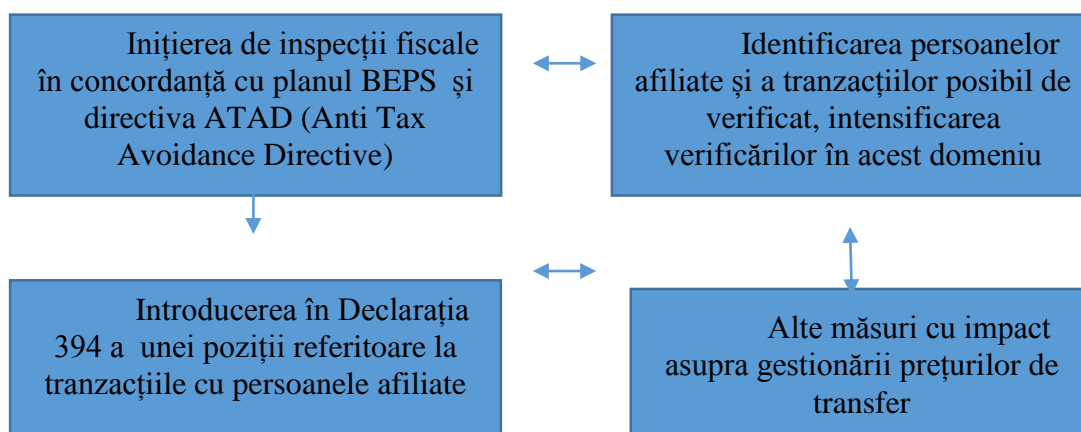 Inițierea de inspecții fiscale
în concordanță cu planul BEPS și
directiva ATAD (Anti Tax
Avoidance Directive)
Identificarea persoanelor
afiliate și a tranzacțiilor posibil de
verificat, intensificarea
verificărilor în acest domeniu
Introducerea în Declarația
394 a unei poziții referitoare la
tranzacțiile cu persoanele afiliate
Alte măsuri cu impact
asupra gestionării prețurilor de
transfer